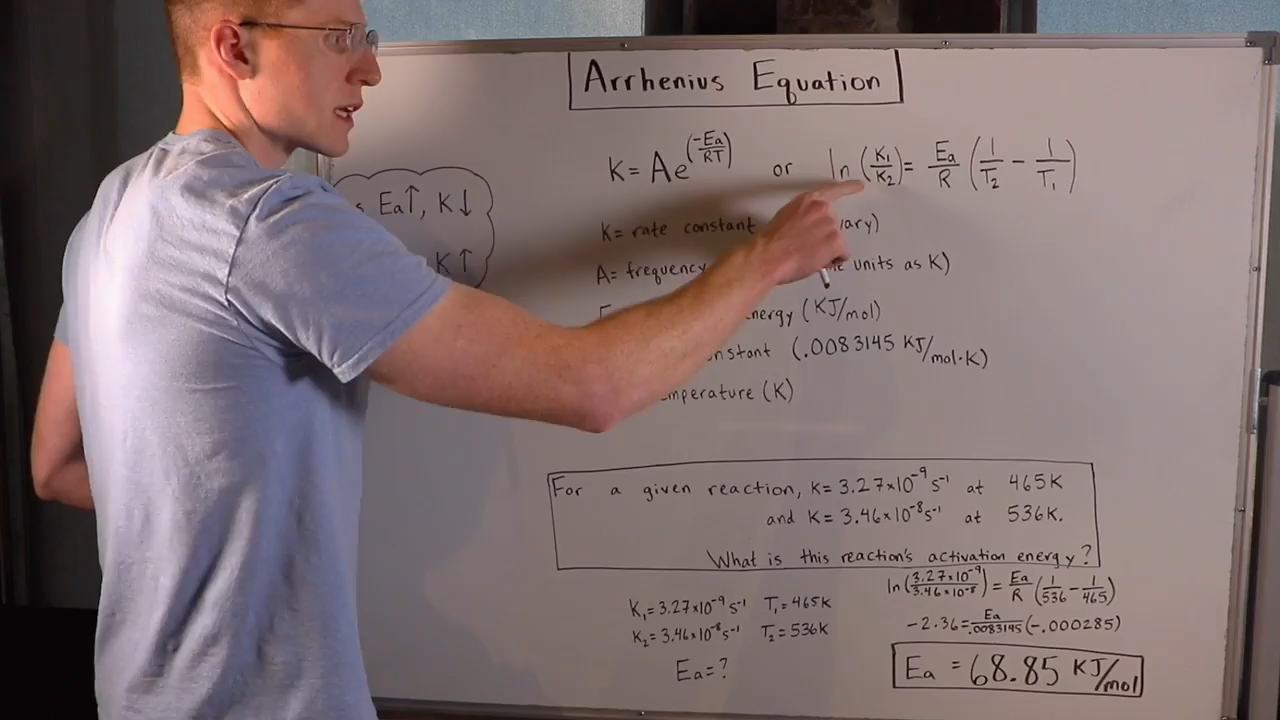 Arrhenius Equation
K = Ae^(-Ea/RT) or ln (K₁/K₂) = Ea/R (1/T₂ - 1/T₁)
Ea↑, K↓
K↑
K = rate constant
A = frequency units as K)
(KJ/mol)
(.0083145 KJ/mol·K)
(K)
For a given reaction, K = 3.27×10⁻⁹ s⁻¹ at 465K
and K = 3.46×10⁻⁸ s⁻¹ at 536K.
What is this reaction's activation energy?
K₁ = 3.27×10⁻⁹ s⁻¹ T₁ = 465K
K₂ = 3.46×10⁻⁸ s⁻¹ T₂ = 536K
Ea = ?
ln (3.27×10⁻⁹/3.46×10⁻⁸) = Ea/R (1/536 - 1/465)
-2.36 = Ea/.0083145 (-.000285)
Ea = 68.85 KJ/mol